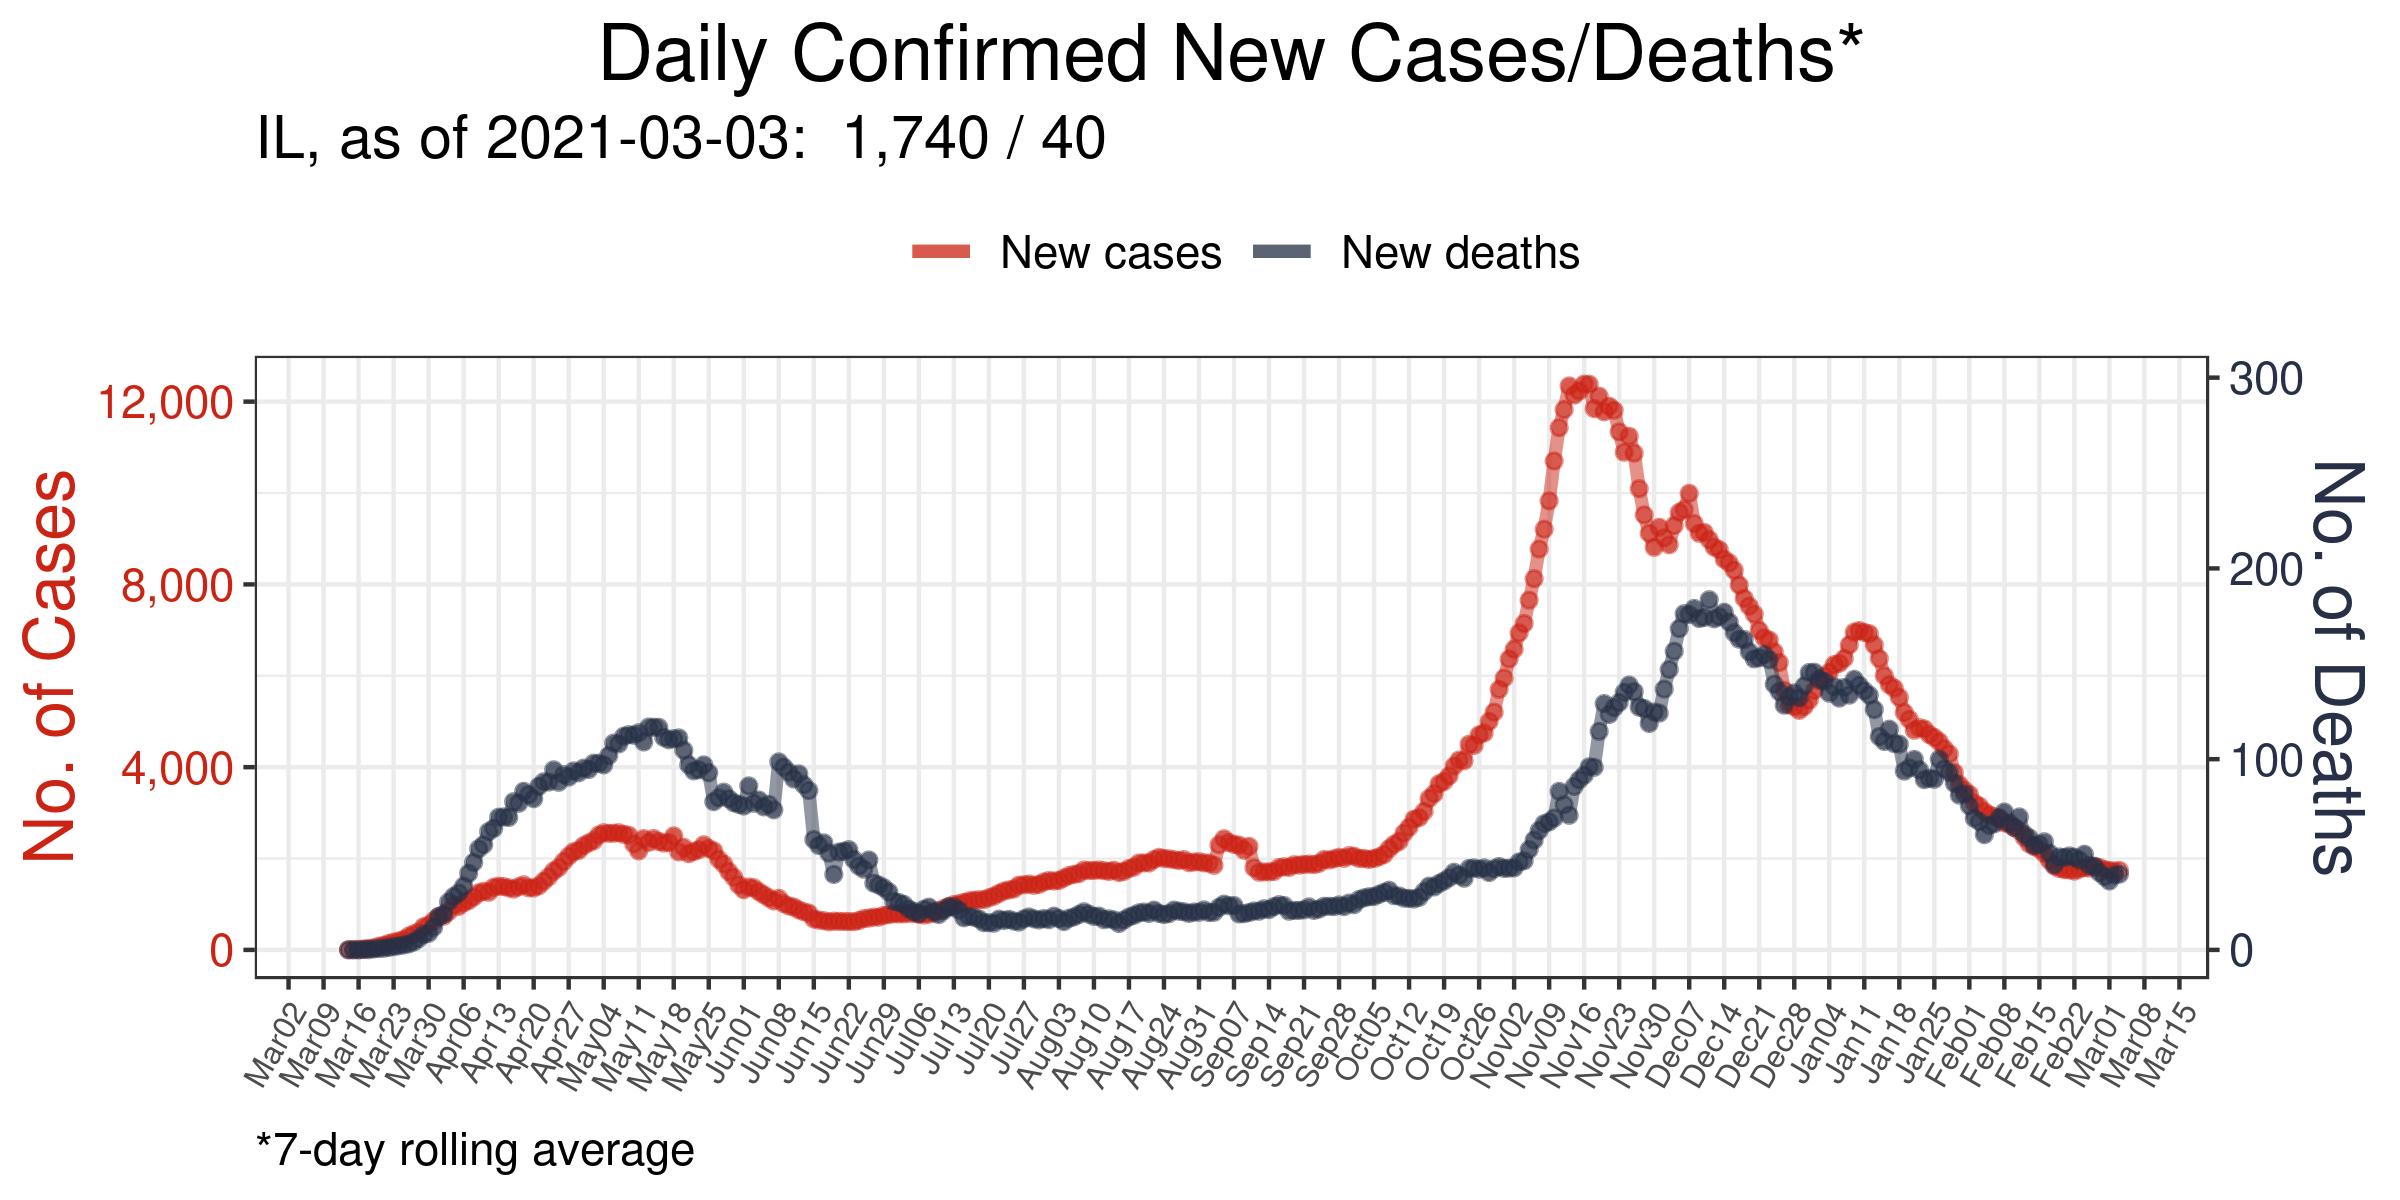 Daily Confirmed New Cases/Deaths*
IL, as of 2021-03-03:  1,740 / 40
New cases
New deaths
No. of Cases
12,000
8,000
4,000
0
300
200
100
0
No. of Deaths
Mar02
Mar09
Mar16
Mar23
Mar30
Apr06
Apr13
Apr20
Apr27
May04
May11
May18
May25
Jun01
Jun08
Jun15
Jun22
Jun29
Jul06
Jul13
Jul20
Jul27
Aug03
Aug10
Aug17
Aug24
Aug31
Sep07
Sep14
Sep21
Sep28
Oct05
Oct12
Oct19
Oct26
Nov02
Nov09
Nov16
Nov23
Nov30
Dec07
Dec14
Dec21
Dec28
Jan04
Jan11
Jan18
Jan25
Feb01
Feb08
Feb15
Feb22
Mar01
Mar08
Mar15
*7-day rolling average